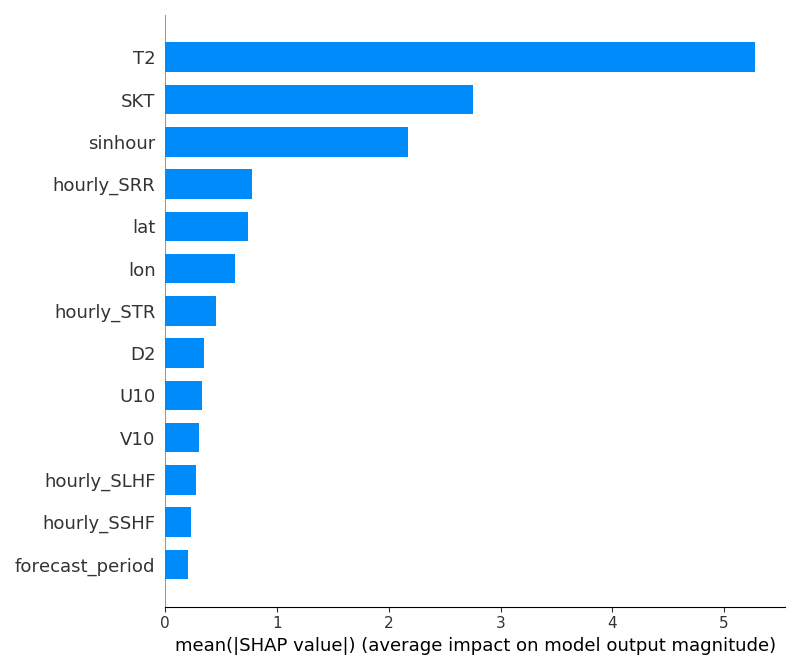 T2
SKT
sinhour
hourly_SRR
lat
lon
hourly_STR
D2
U10
V10
hourly_SLHF
hourly_SSHF
forecast_period
0 1 2 3 4 5
mean(|SHAP value|) (average impact on model output magnitude)